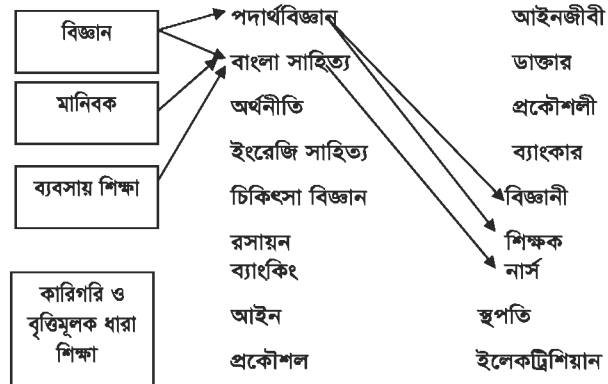 বিজ্ঞান
মানিবক
ব্যবসায় শিক্ষা
কারিগরি ও
বৃত্তিমূলক ধারা
শিক্ষা
পদার্থবিজ্ঞান
বাংলা সাহিত্য
অর্থনীতি
ইংরেজি সাহিত্য
চিকিৎসা বিজ্ঞান
রসায়ন
ব্যাংকিং
আইন
প্রকৌশল
আইনজীবী
ডাক্তার
প্রকৌশলী
ব্যাংকার
বিজ্ঞানী
শিক্ষক
নার্স
স্থপতি
ইলেকট্রিশিয়ান